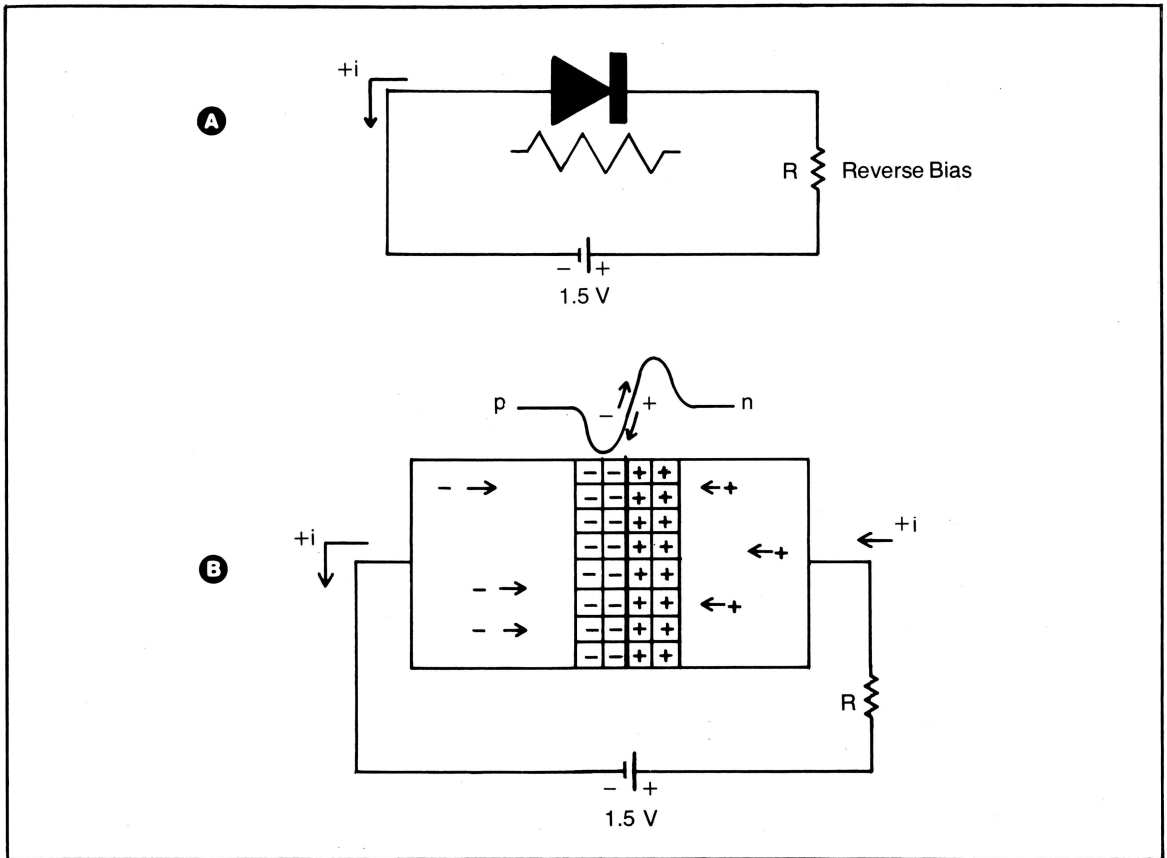 A
+i
R Reverse Bias
− +
1.5 V
p − + n
− − + +
− − + +
− − + +
− − + +
− − + +
− − + +
− − + +
− − + +
− → ← +
← +
− → ← +
− →
+i
← +i
B
R
− +
1.5 V